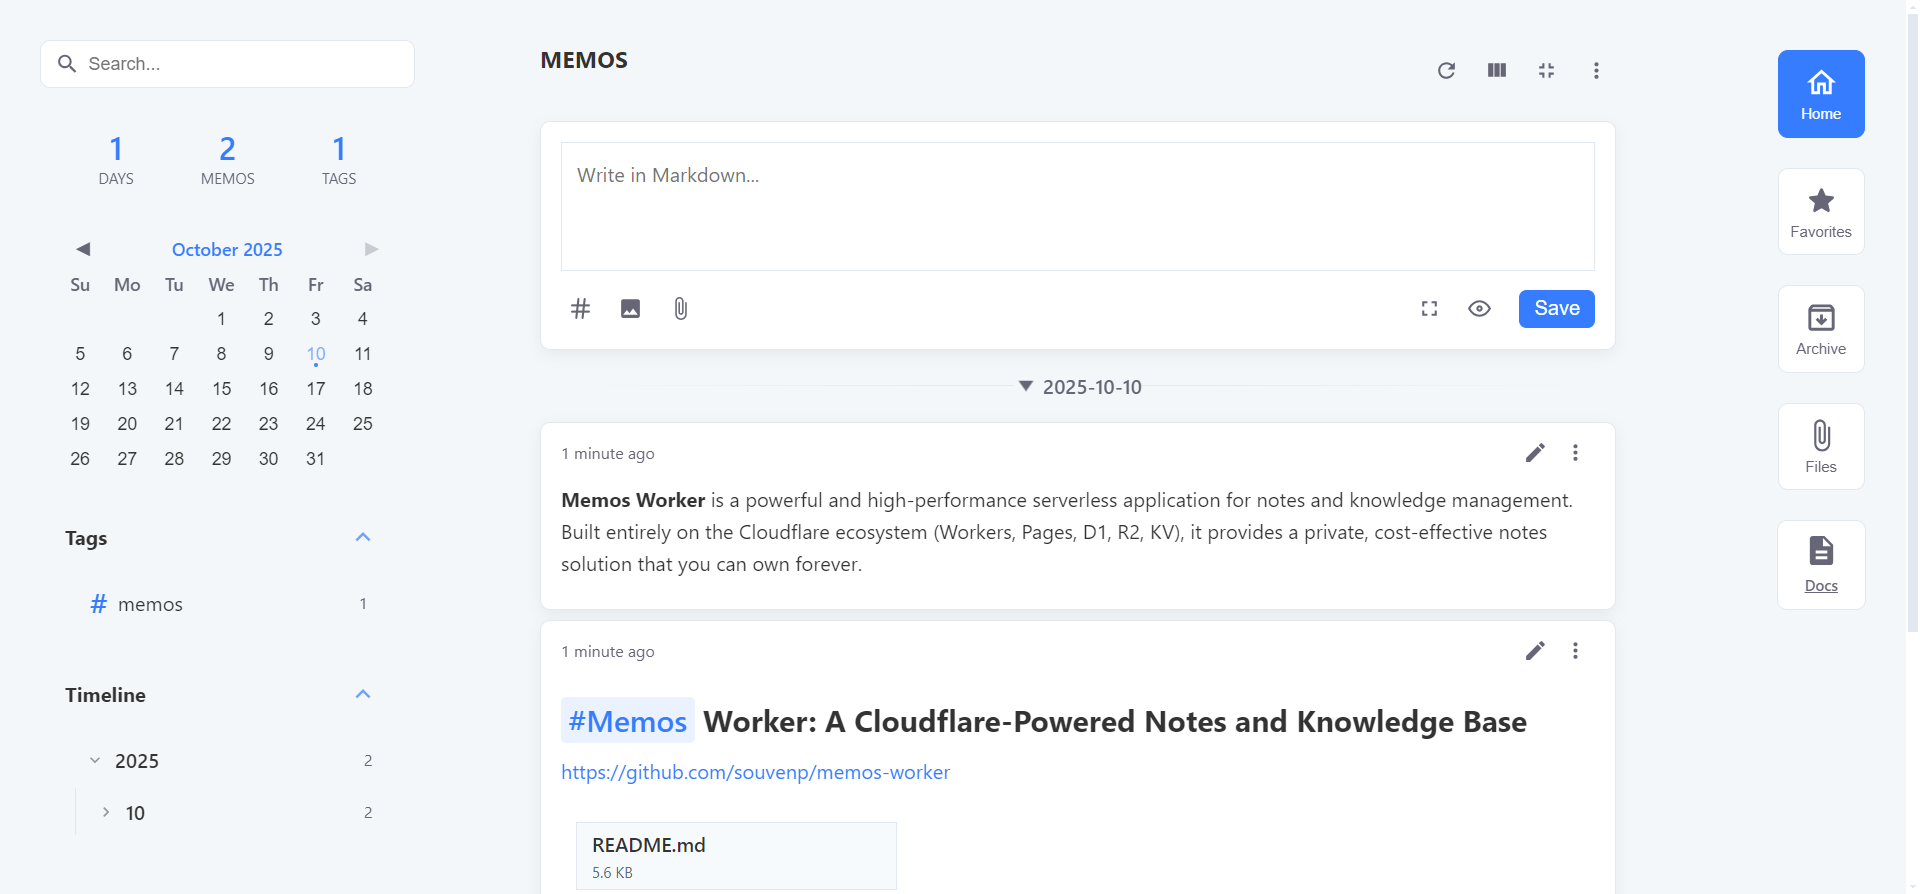 Search...
1 2 1
DAYS MEMOS TAGS
October 2025
Su Mo Tu We Th Fr Sa
1 2 3 4
5 6 7 8 9 10 11
12 13 14 15 16 17 18
19 20 21 22 23 24 25
26 27 28 29 30 31
Tags
# memos 1
Timeline
2025 2
10 2
MEMOS
Write in Markdown...
Save
2025-10-10
1 minute ago
Memos Worker is a powerful and high-performance serverless application for notes and knowledge management.
Built entirely on the Cloudflare ecosystem (Workers, Pages, D1, R2, KV), it provides a private, cost-effective notes
solution that you can own forever.
1 minute ago
#Memos Worker: A Cloudflare-Powered Notes and Knowledge Base
https://github.com/souvenp/memos-worker
README.md
5.6 KB
Home
Favorites
Archive
Files
Docs